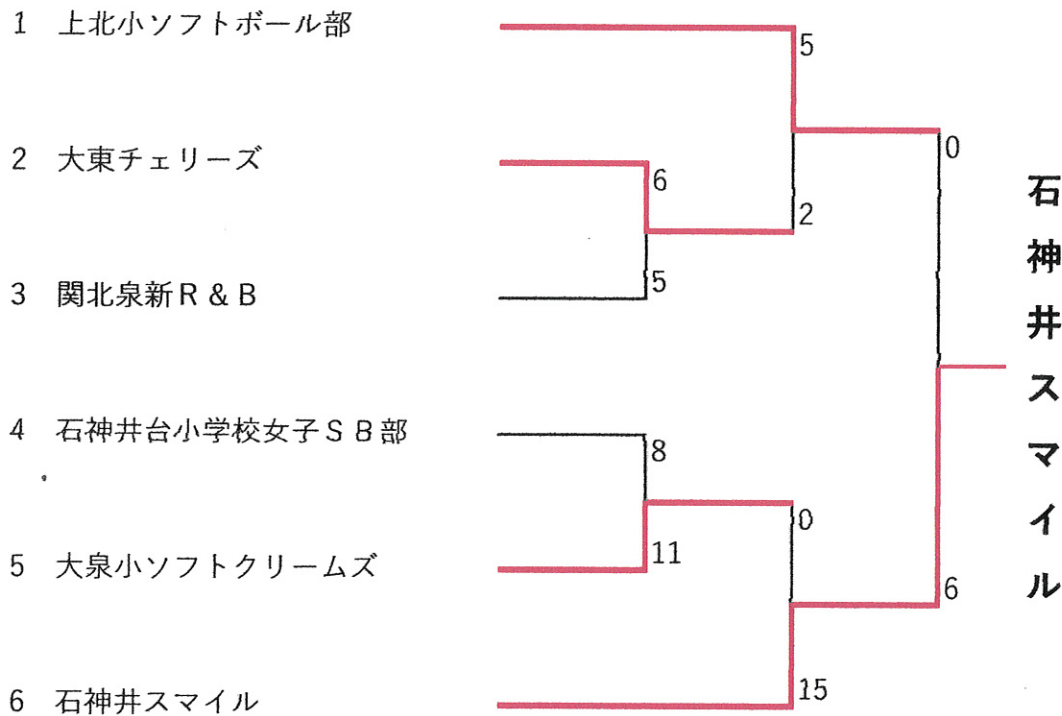 1 上北小ソフトボール部
5
0
2 大東チェリーズ
6
2
3 関北泉新R&B
5
4 石神井台小学校女子SB部
8
0
5 大泉小ソフトクリームズ
11
6
6 石神井スマイル
15
石神井スマイル